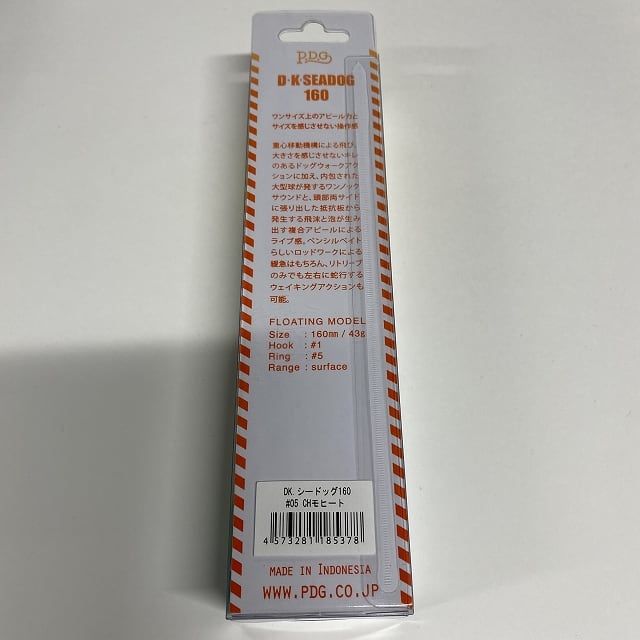 P.D.G
D·K·SEADOG
160
ワンサイズ上のアピール力と
サイズを感じさせない操作感
重心移動機構による飛び、
大きさを感じさせないキレ
のあるドッグウォークアク
ションに加え、内包された
大型球が発するワンノック
サウンドと、頭部両サイド
に張り出した抵抗板から
発生する飛沫と泡が生み
出す複合アピールによる
ライブ感。ペンシルベイト
らしいロッドワークによる
緩急はもちろん、リトリーブ
のみでも左右に蛇行する
ウェイキングアクションも
可能。
FLOATING MODEL
Size : 160mm / 43g
Hook : #1
Ring : #5
Range : surface
DK.シードッグ160
#05 CHモヒート
4 573281 185378
MADE IN INDONESIA
WWW.PDG.CO.JP